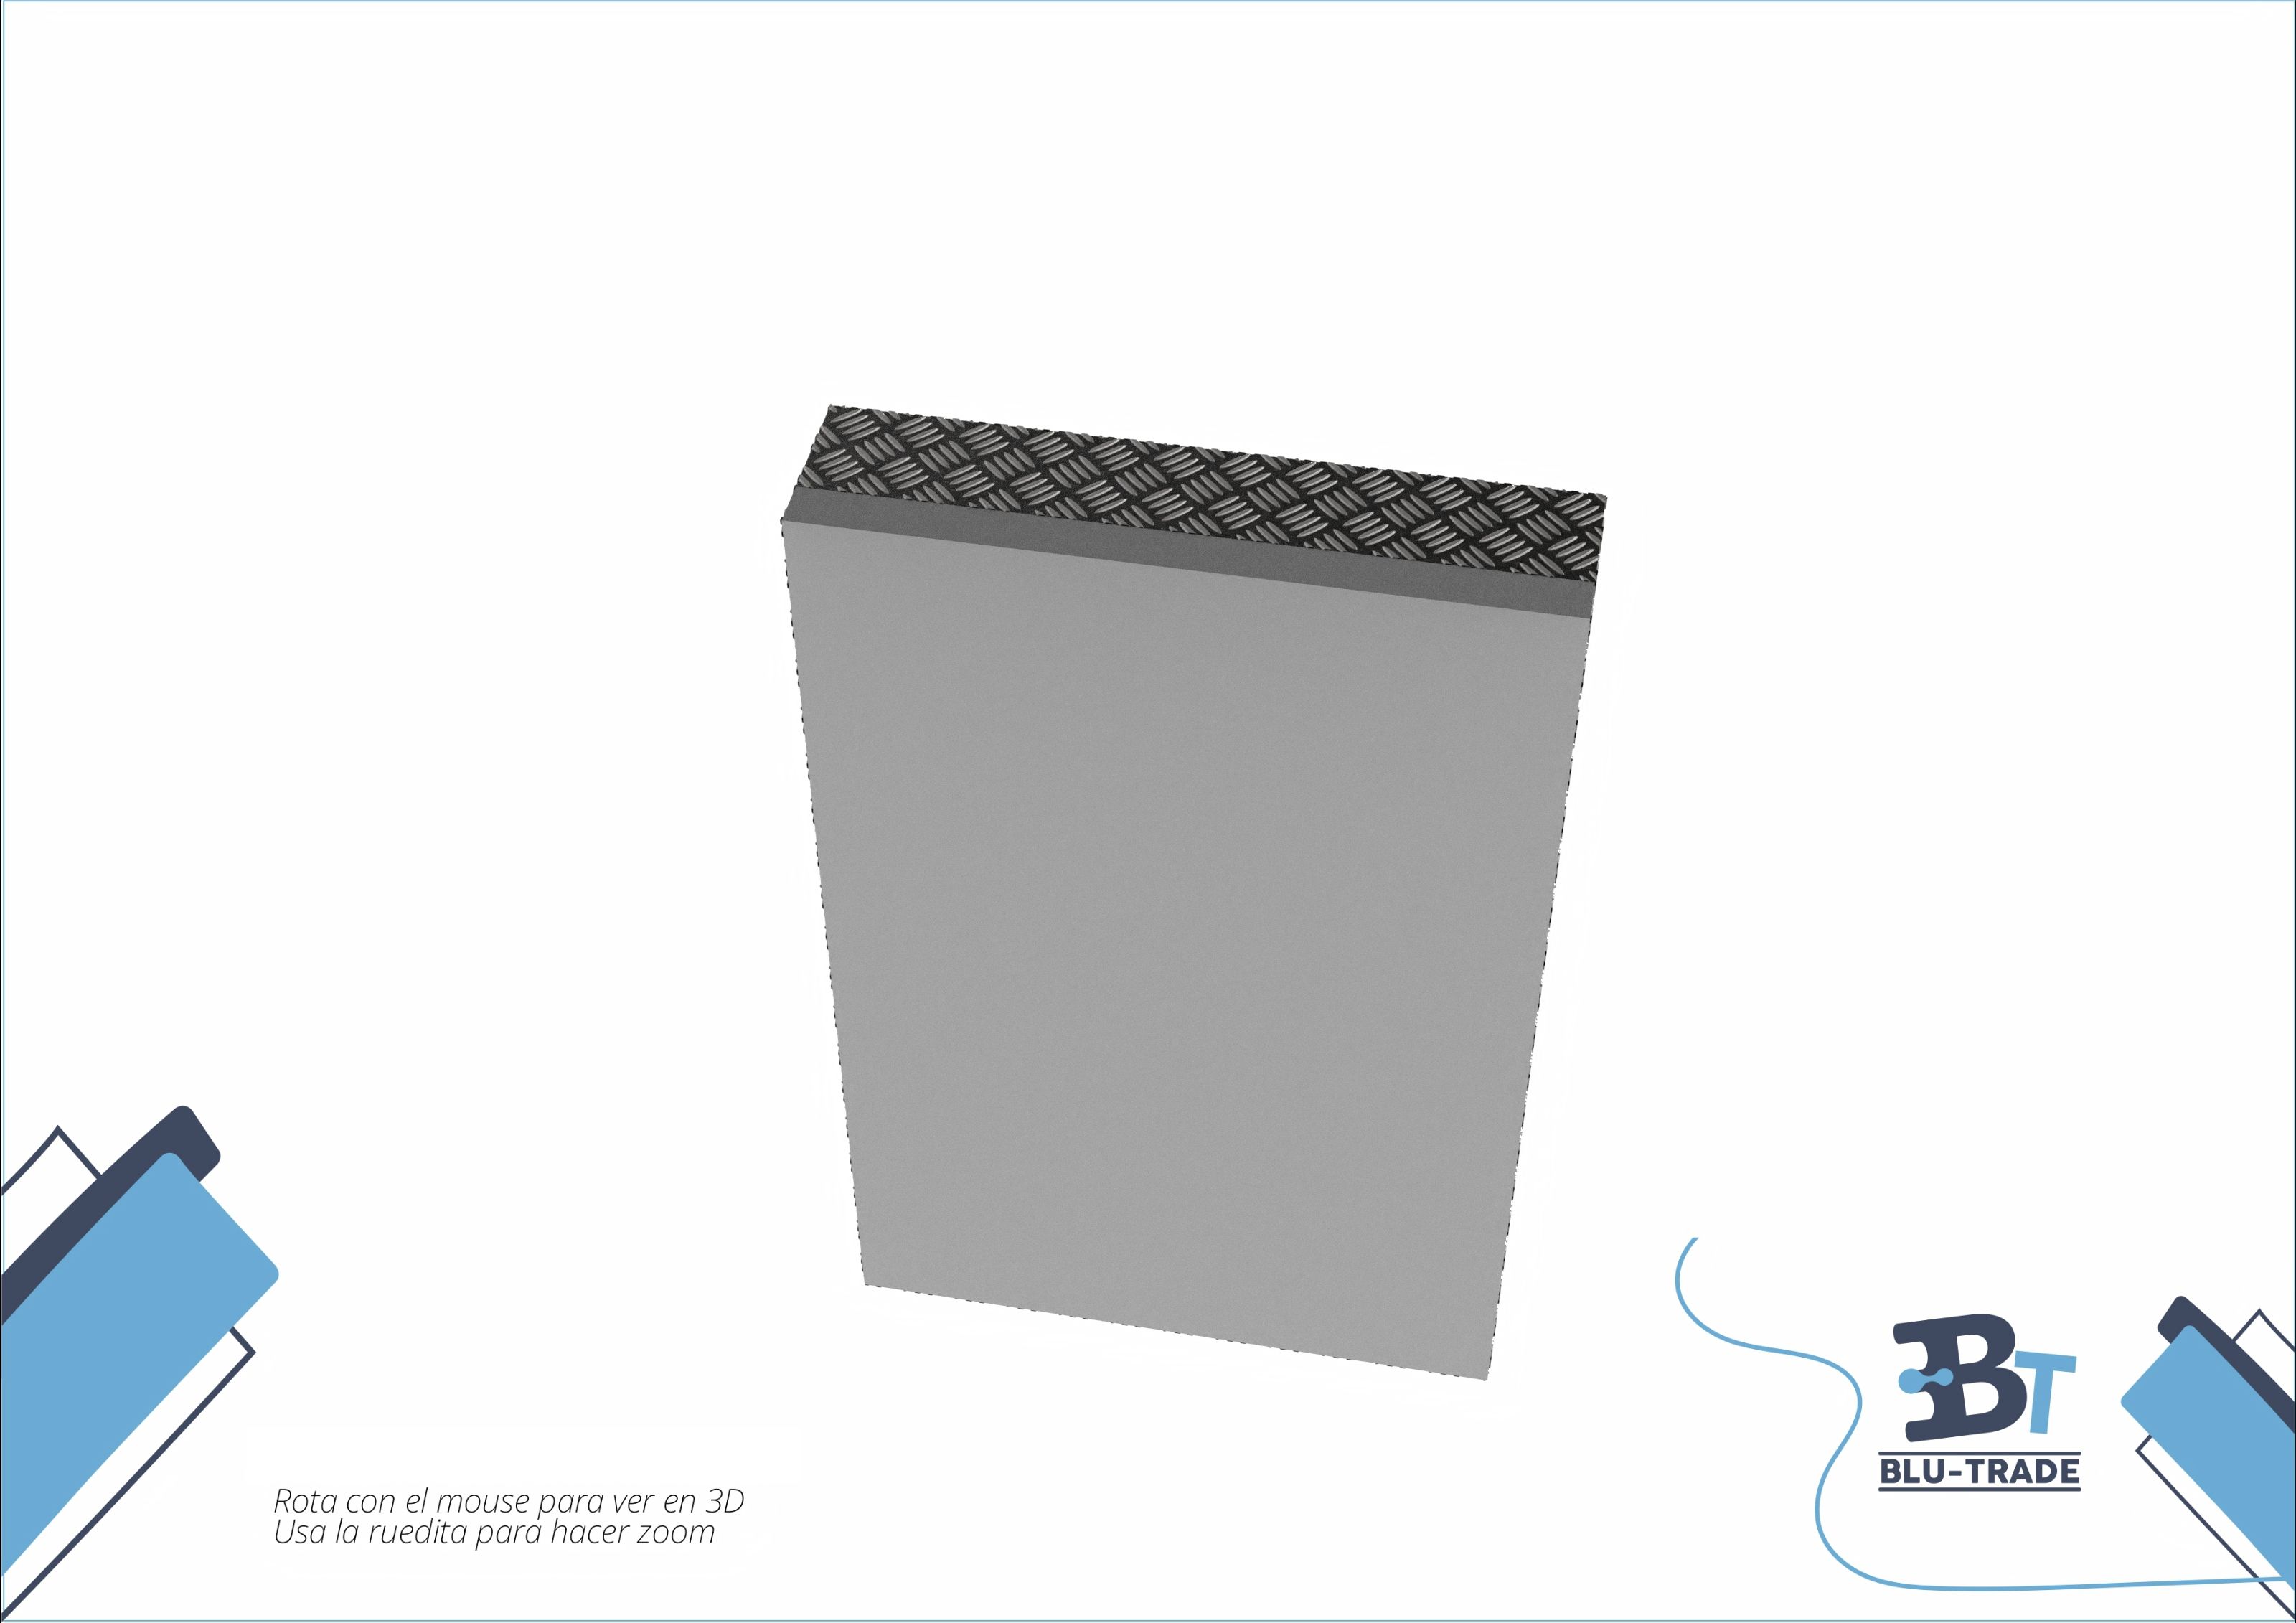 Rota con el mouse para ver en 3D
Usa la ruedita para hacer zoom
BT
BLU-TRADE